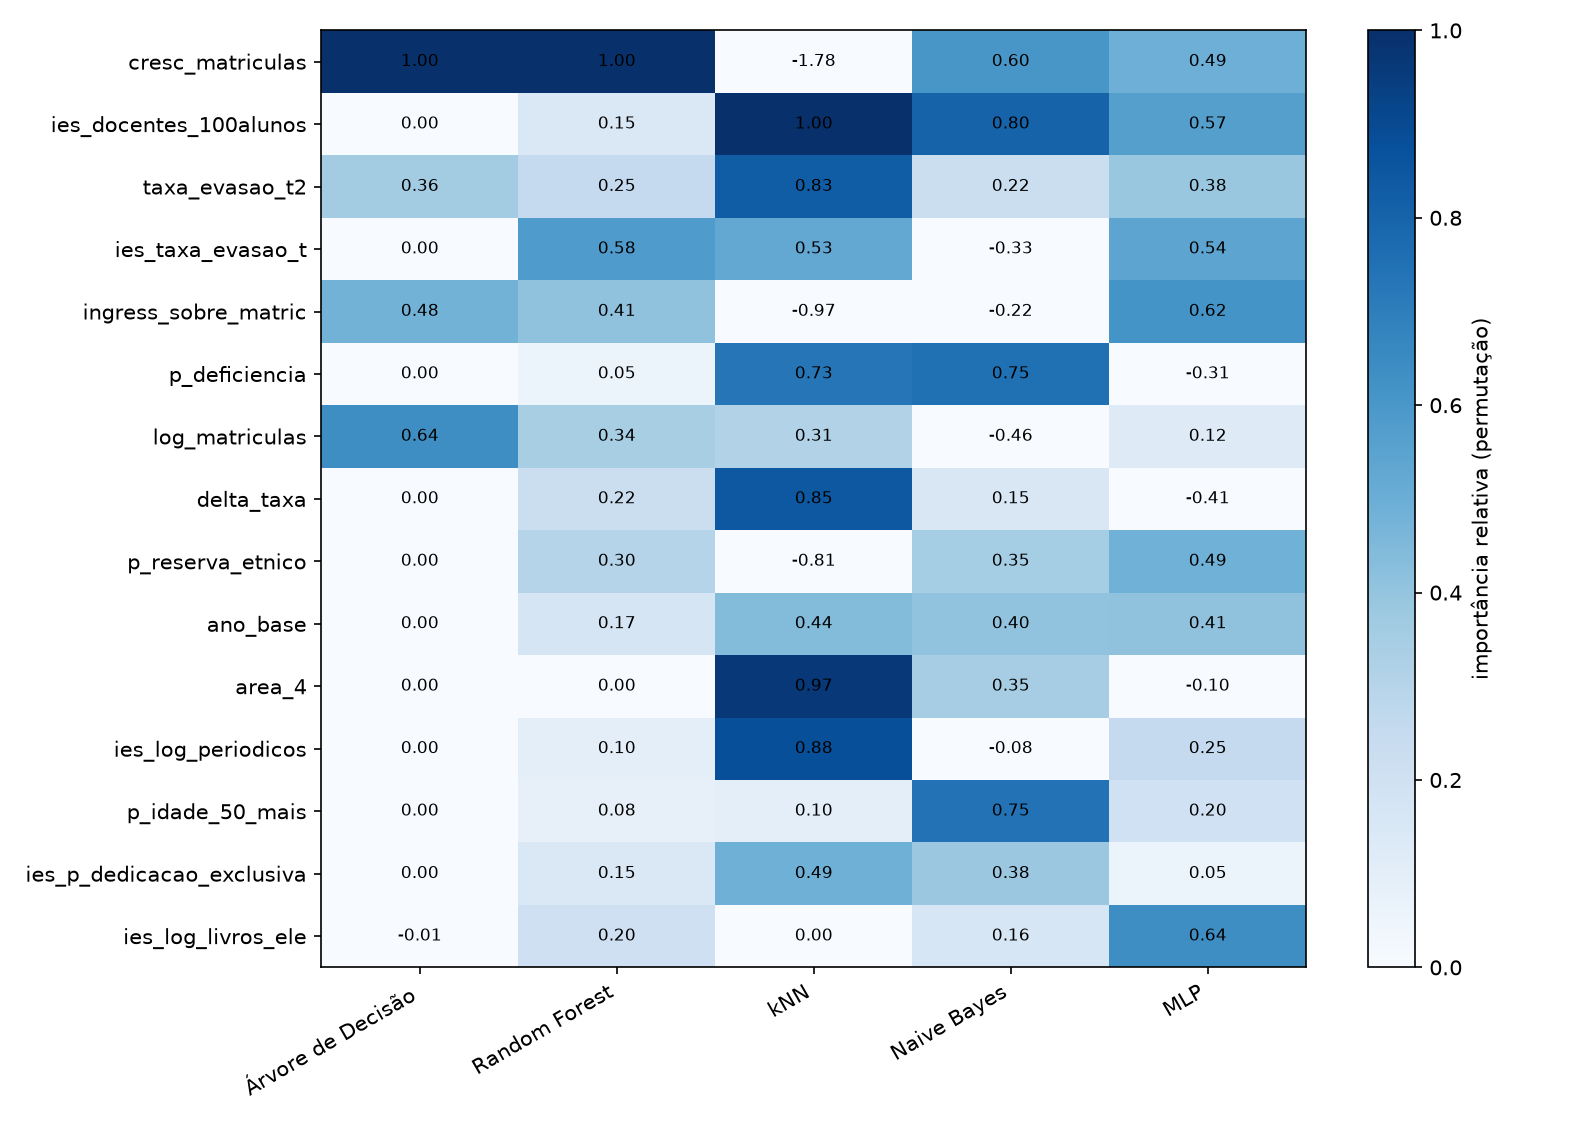 cresc_matriculas 1.00 1.00 -1.78 0.60 0.49
ies_docentes_100alunos 0.00 0.15 1.00 0.80 0.57
taxa_evasao_t2 0.36 0.25 0.83 0.22 0.38
ies_taxa_evasao_t 0.00 0.58 0.53 -0.33 0.54
ingress_sobre_matric 0.48 0.41 -0.97 -0.22 0.62
p_deficiencia 0.00 0.05 0.73 0.75 -0.31
log_matriculas 0.64 0.34 0.31 -0.46 0.12
delta_taxa 0.00 0.22 0.85 0.15 -0.41
p_reserva_etnico 0.00 0.30 -0.81 0.35 0.49
ano_base 0.00 0.17 0.44 0.40 0.41
area_4 0.00 0.00 0.97 0.35 -0.10
ies_log_periodicos 0.00 0.10 0.88 -0.08 0.25
p_idade_50_mais 0.00 0.08 0.10 0.75 0.20
ies_p_dedicacao_exclusiva 0.00 0.15 0.49 0.38 0.05
ies_log_livros_ele -0.01 0.20 0.00 0.16 0.64
Árvore de Decisão
Random Forest
kNN
Naive Bayes
MLP
1.0
0.8
0.6
0.4
0.2
0.0
importância relativa (permutação)